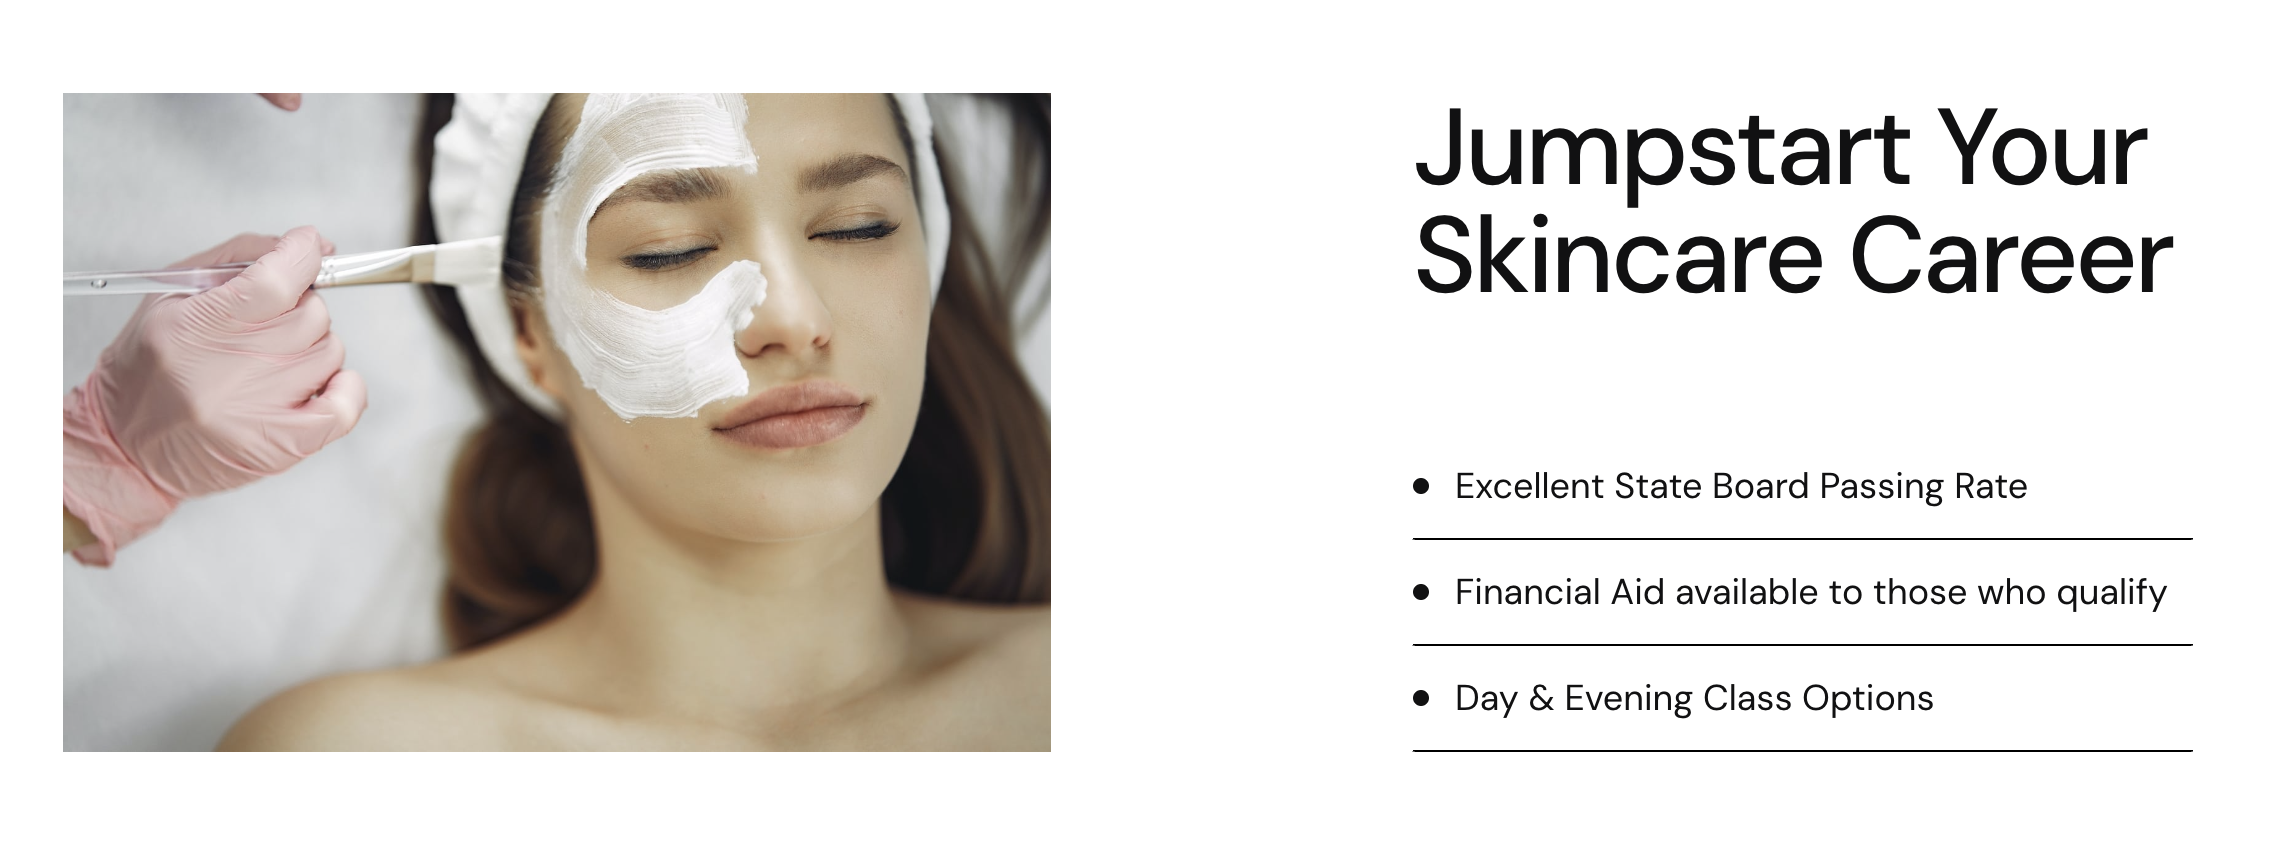 Jumpstart Your
Skincare Career
Excellent State Board Passing Rate
Financial Aid available to those who qualify
Day & Evening Class Options